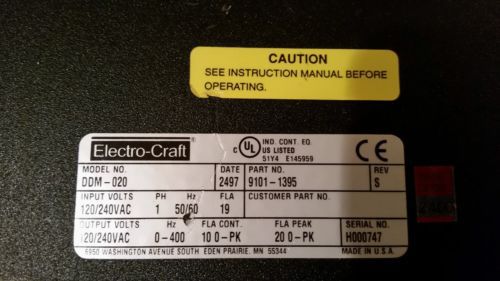 CAUTION
SEE INSTRUCTION MANUAL BEFORE
OPERATING.
Electro-Craft®
C UL US LISTED IND. CONT. EQ.
51Y4 E145959
CE
MODEL NO. DATE PART NO. REV
DDM-020 2497 9101-1395 S
INPUT VOLTS PH Hz FLA CUSTOMER PART NO.
120/240VAC 1 50/60 19
OUTPUT VOLTS Hz FLA CONT. FLA PEAK SERIAL NO.
120/240VAC 0-400 10 0-PK 20 0-PK H000747
6950 WASHINGTON AVENUE SOUTH EDEN PRAIRIE, MN 55344 MADE IN U.S.A.